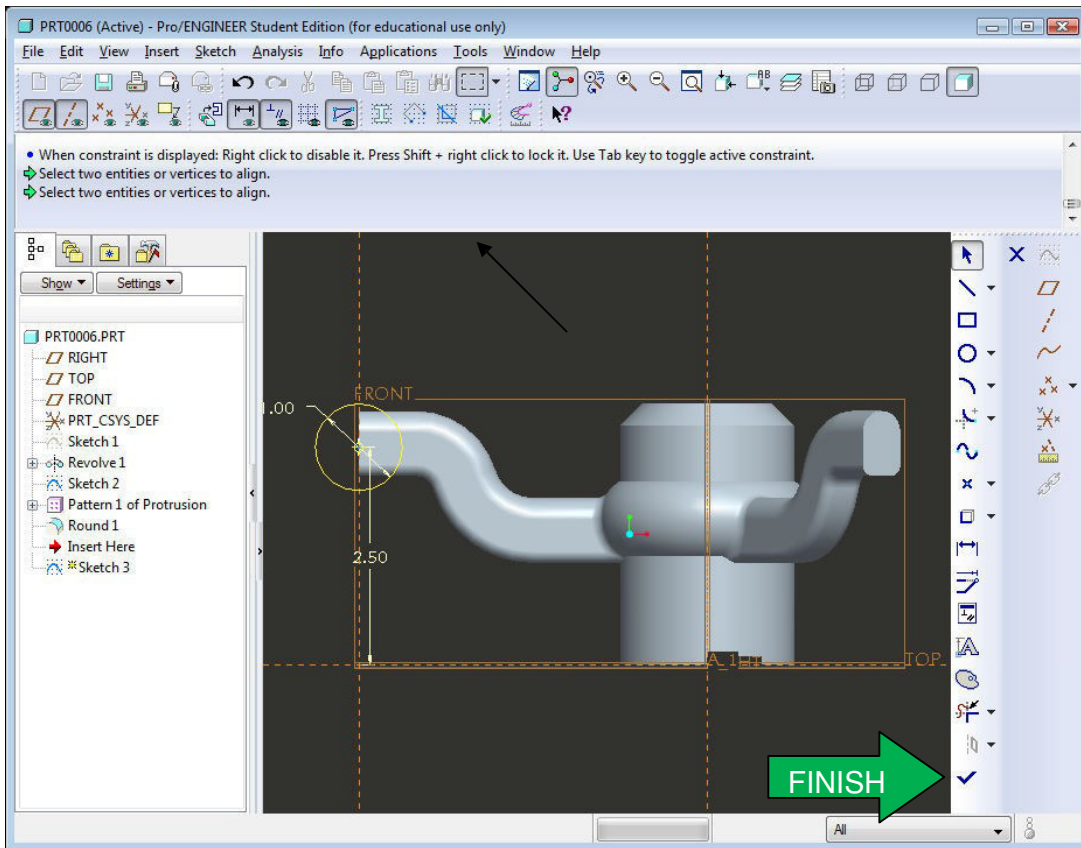 PRT0006 (Active) - Pro/ENGINEER Student Edition (for educational use only)
File Edit View Insert Sketch Analysis Info Applications Tools Window Help
• When constraint is displayed: Right click to disable it. Press Shift + right click to lock it. Use Tab key to toggle active constraint.
Select two entities or vertices to align.
Select two entities or vertices to align.
Show Settings
PRT0006.PRT
RIGHT
TOP
FRONT
PRT_CSYS_DEF
Sketch 1
Revolve 1
Sketch 2
Pattern 1 of Protrusion
Round 1
Insert Here
Sketch 3
FRONT
1.00
2.50
TOP
FINISH
All